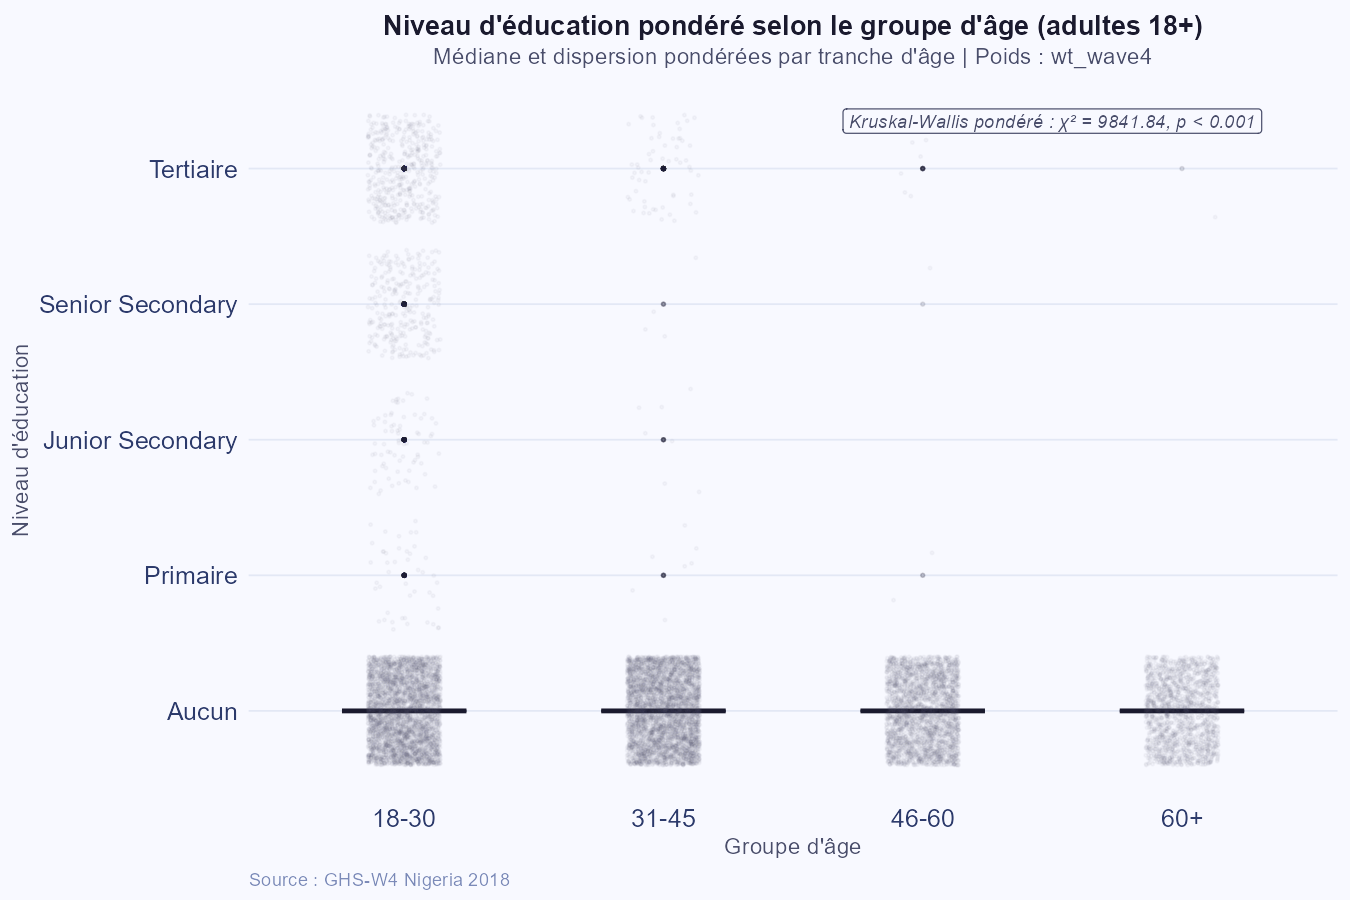 Niveau d'éducation pondéré selon le groupe d'âge (adultes 18+)
Médiane et dispersion pondérées par tranche d'âge | Poids : wt_wave4
Kruskal-Wallis pondéré : χ² = 9841.84, p < 0.001
Tertiaire
Senior Secondary
Junior Secondary
Primaire
Aucun
Niveau d'éducation
18-30
31-45
46-60
60+
Groupe d'âge
Source : GHS-W4 Nigeria 2018